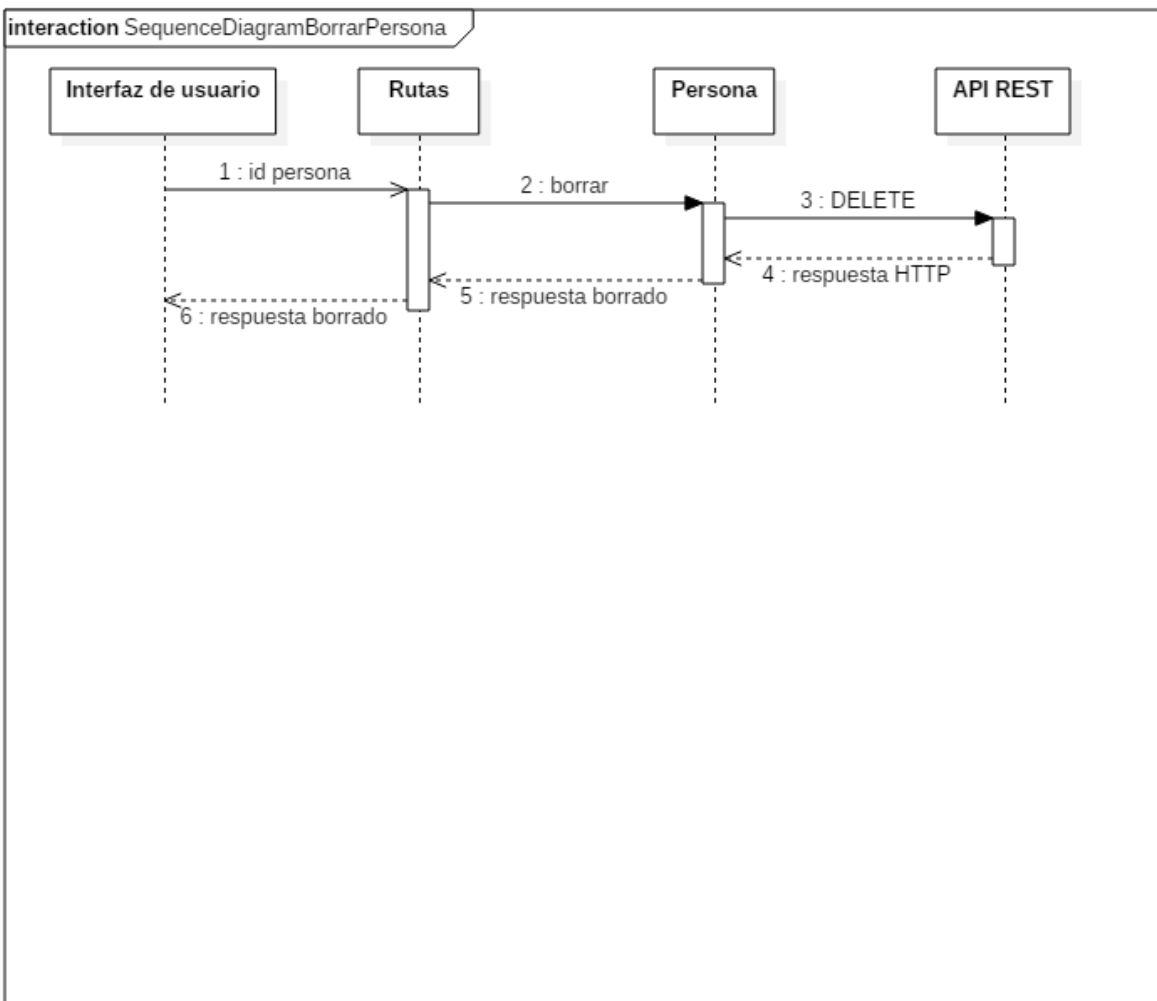 interaction SequenceDiagramBorrarPersona
Interfaz de usuario
Rutas
Persona
API REST
1 : id persona
2 : borrar
3 : DELETE
4 : respuesta HTTP
5 : respuesta borrado
6 : respuesta borrado